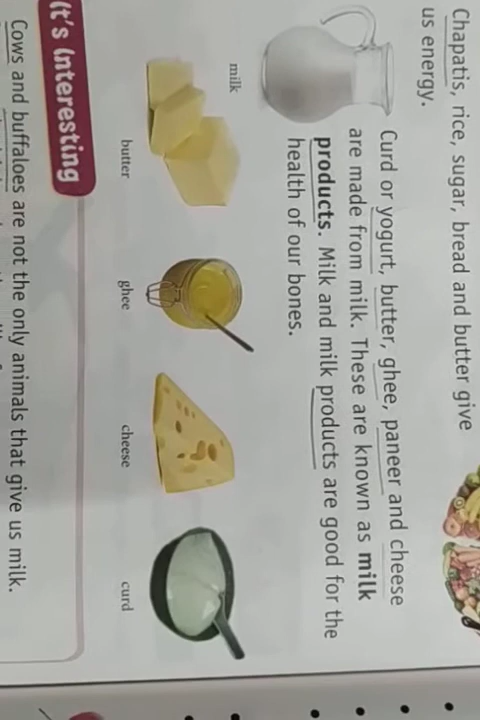 Chapatis, rice, sugar, bread and butter give
us energy.
Curd or yogurt, butter, ghee, paneer and cheese
are made from milk. These are known as milk
products. Milk and milk products are good for the
health of our bones.
milk
butter
ghee
cheese
curd
It's Interesting
Cows and buffaloes are not the only animals that give us milk.